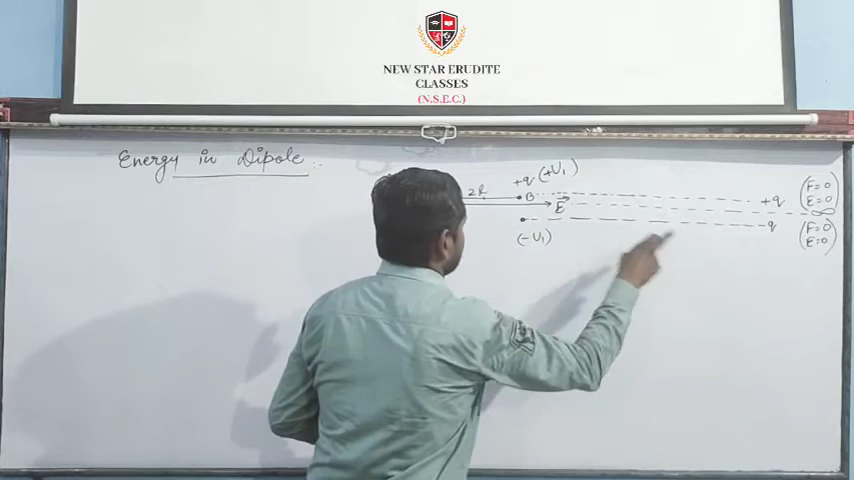 NEW STAR ERUDITE
CLASSES
(N.S.E.C.)
Energy in Dipole :-
+q (+U₁)
2l
B
E⃗
(-U₁)
+q
-q
(F=0
E=0)
∞
(F=0
E=0)